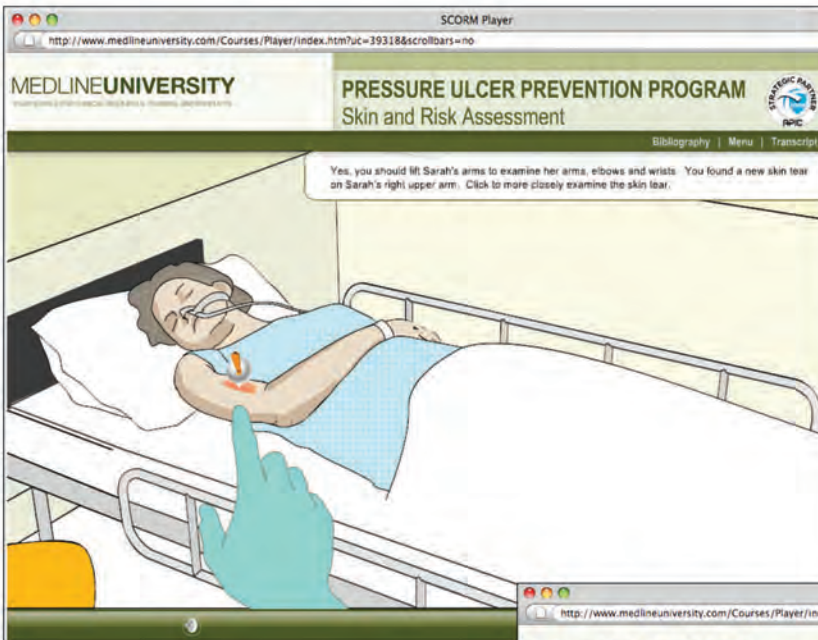 SCORM Player
http://www.medlineuniversity.com/Courses/Player/index.htm?uc=39318&scrollbars=no
MEDLINEUNIVERSITY
PRESSURE ULCER PREVENTION PROGRAM
Skin and Risk Assessment
STRATEGIC PARTNER
APIC
Bibliography | Menu | Transcript
Yes, you should lift Sarah's arms to examine her arms, elbows and wrists You found a new skin tear
on Sarah's right upper arm. Click to more closely examine the skin tear.
http://www.medlineuniversity.com/Courses/Player/in